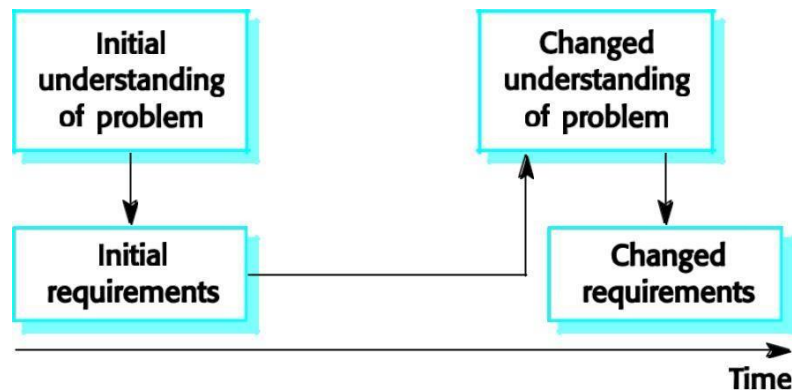 Initial
understanding
of problem
Changed
understanding
of problem
Initial
requirements
Changed
requirements
Time